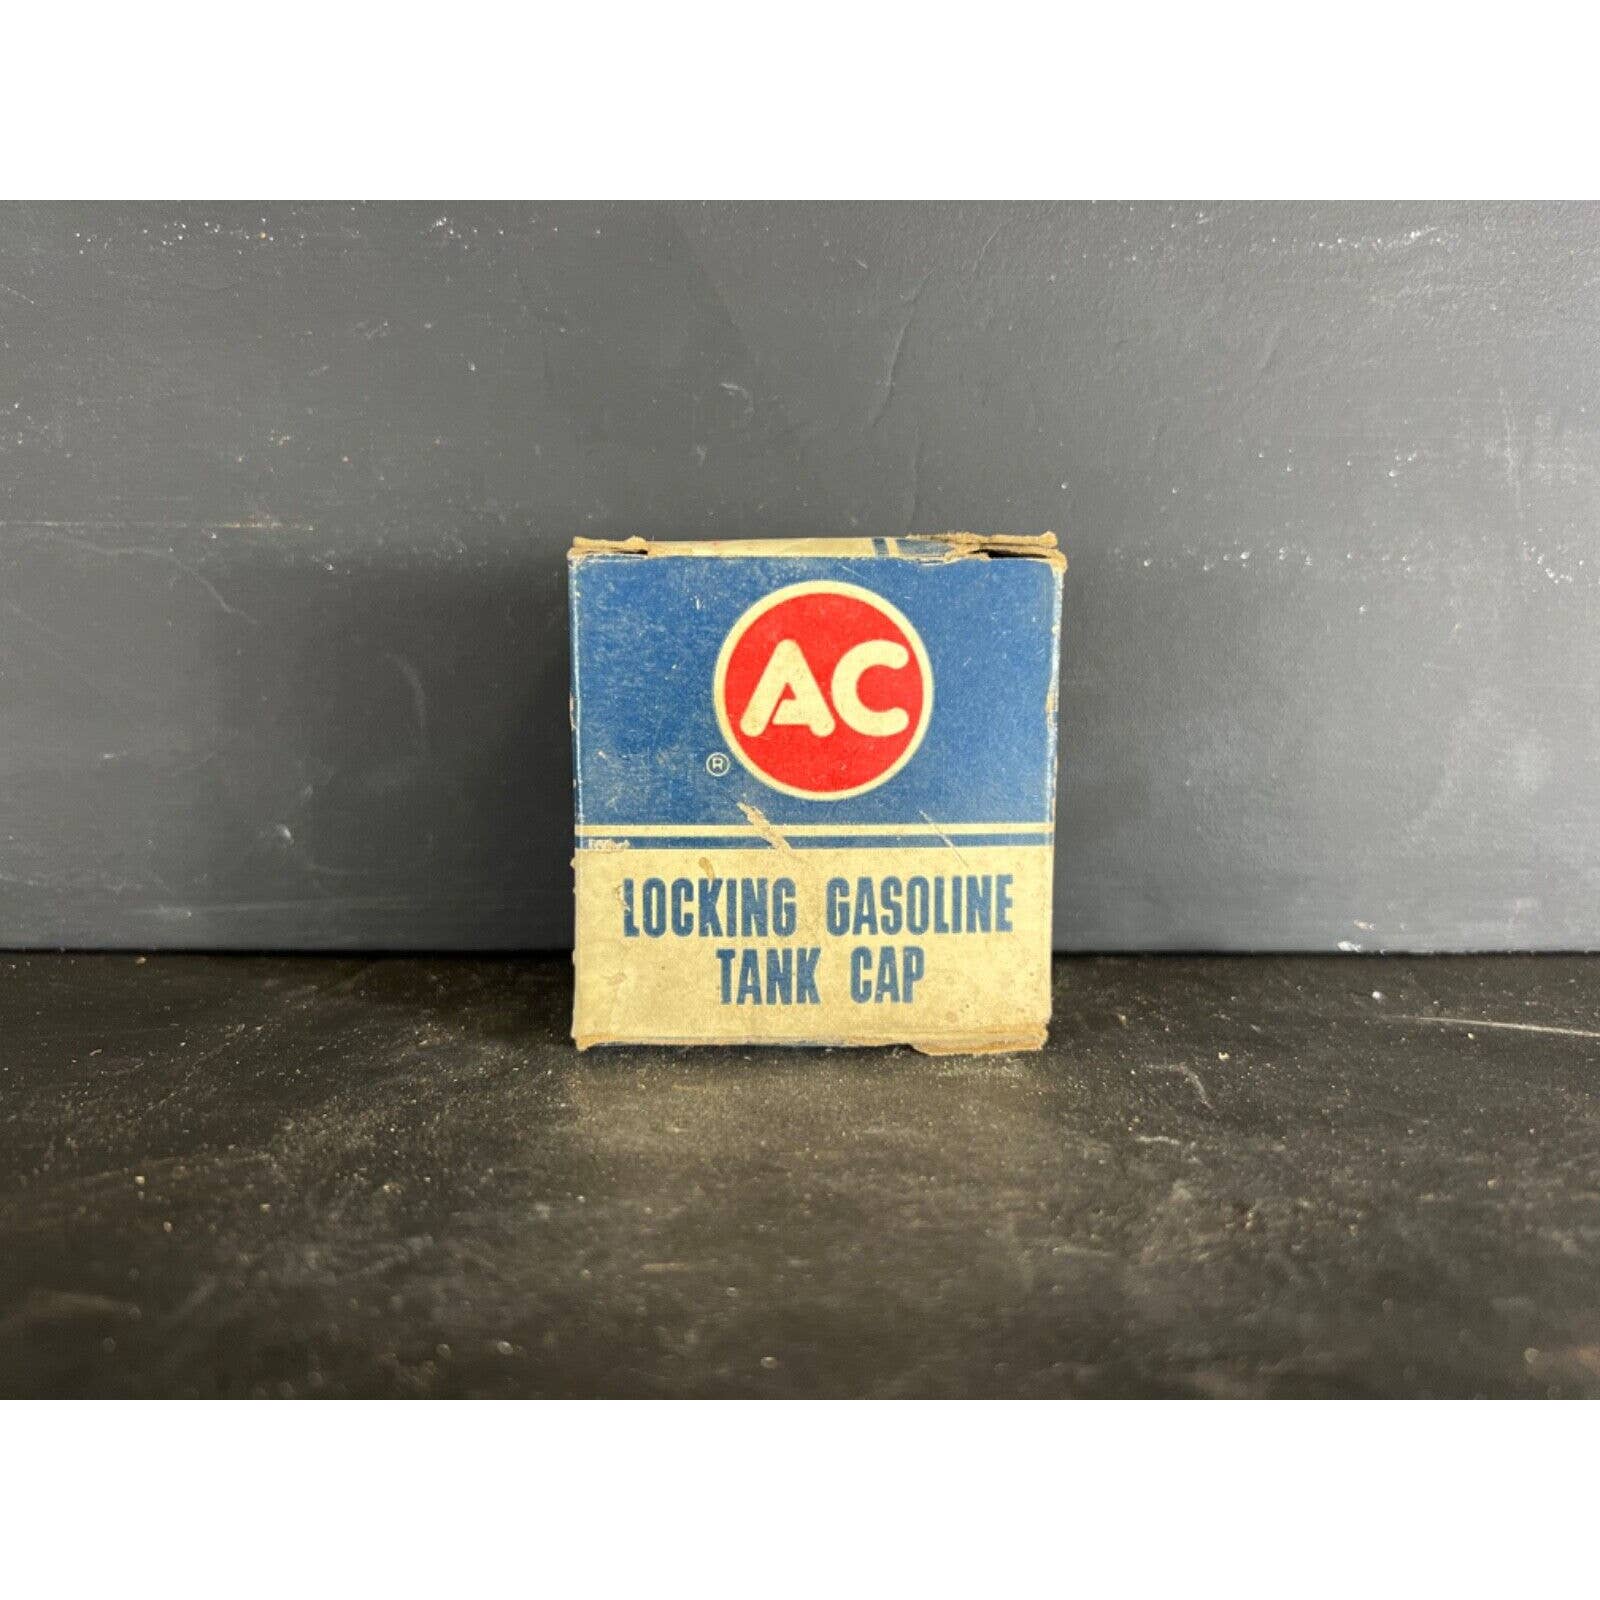 AC
®
LOCKING GASOLINE
TANK CAP